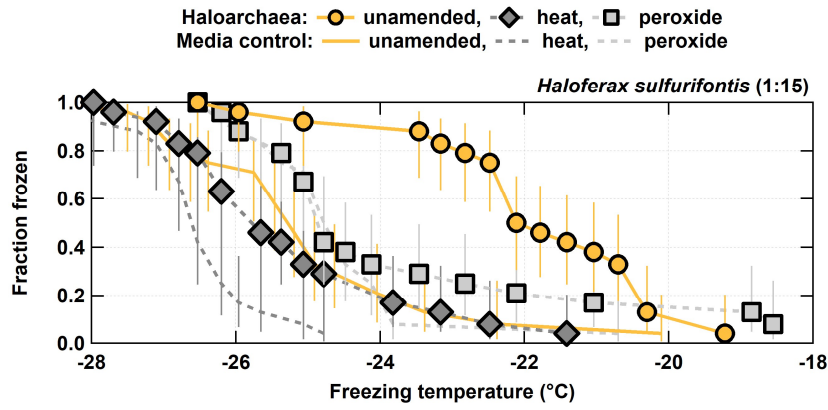 Haloarchaea: unamended, heat, peroxide
Media control: unamended, heat, peroxide
Haloferax sulfurifontis (1:15)
1.0
0.8
0.6
0.4
0.2
0.0
Fraction frozen
-28 -26 -24 -22 -20 -18
Freezing temperature (°C)